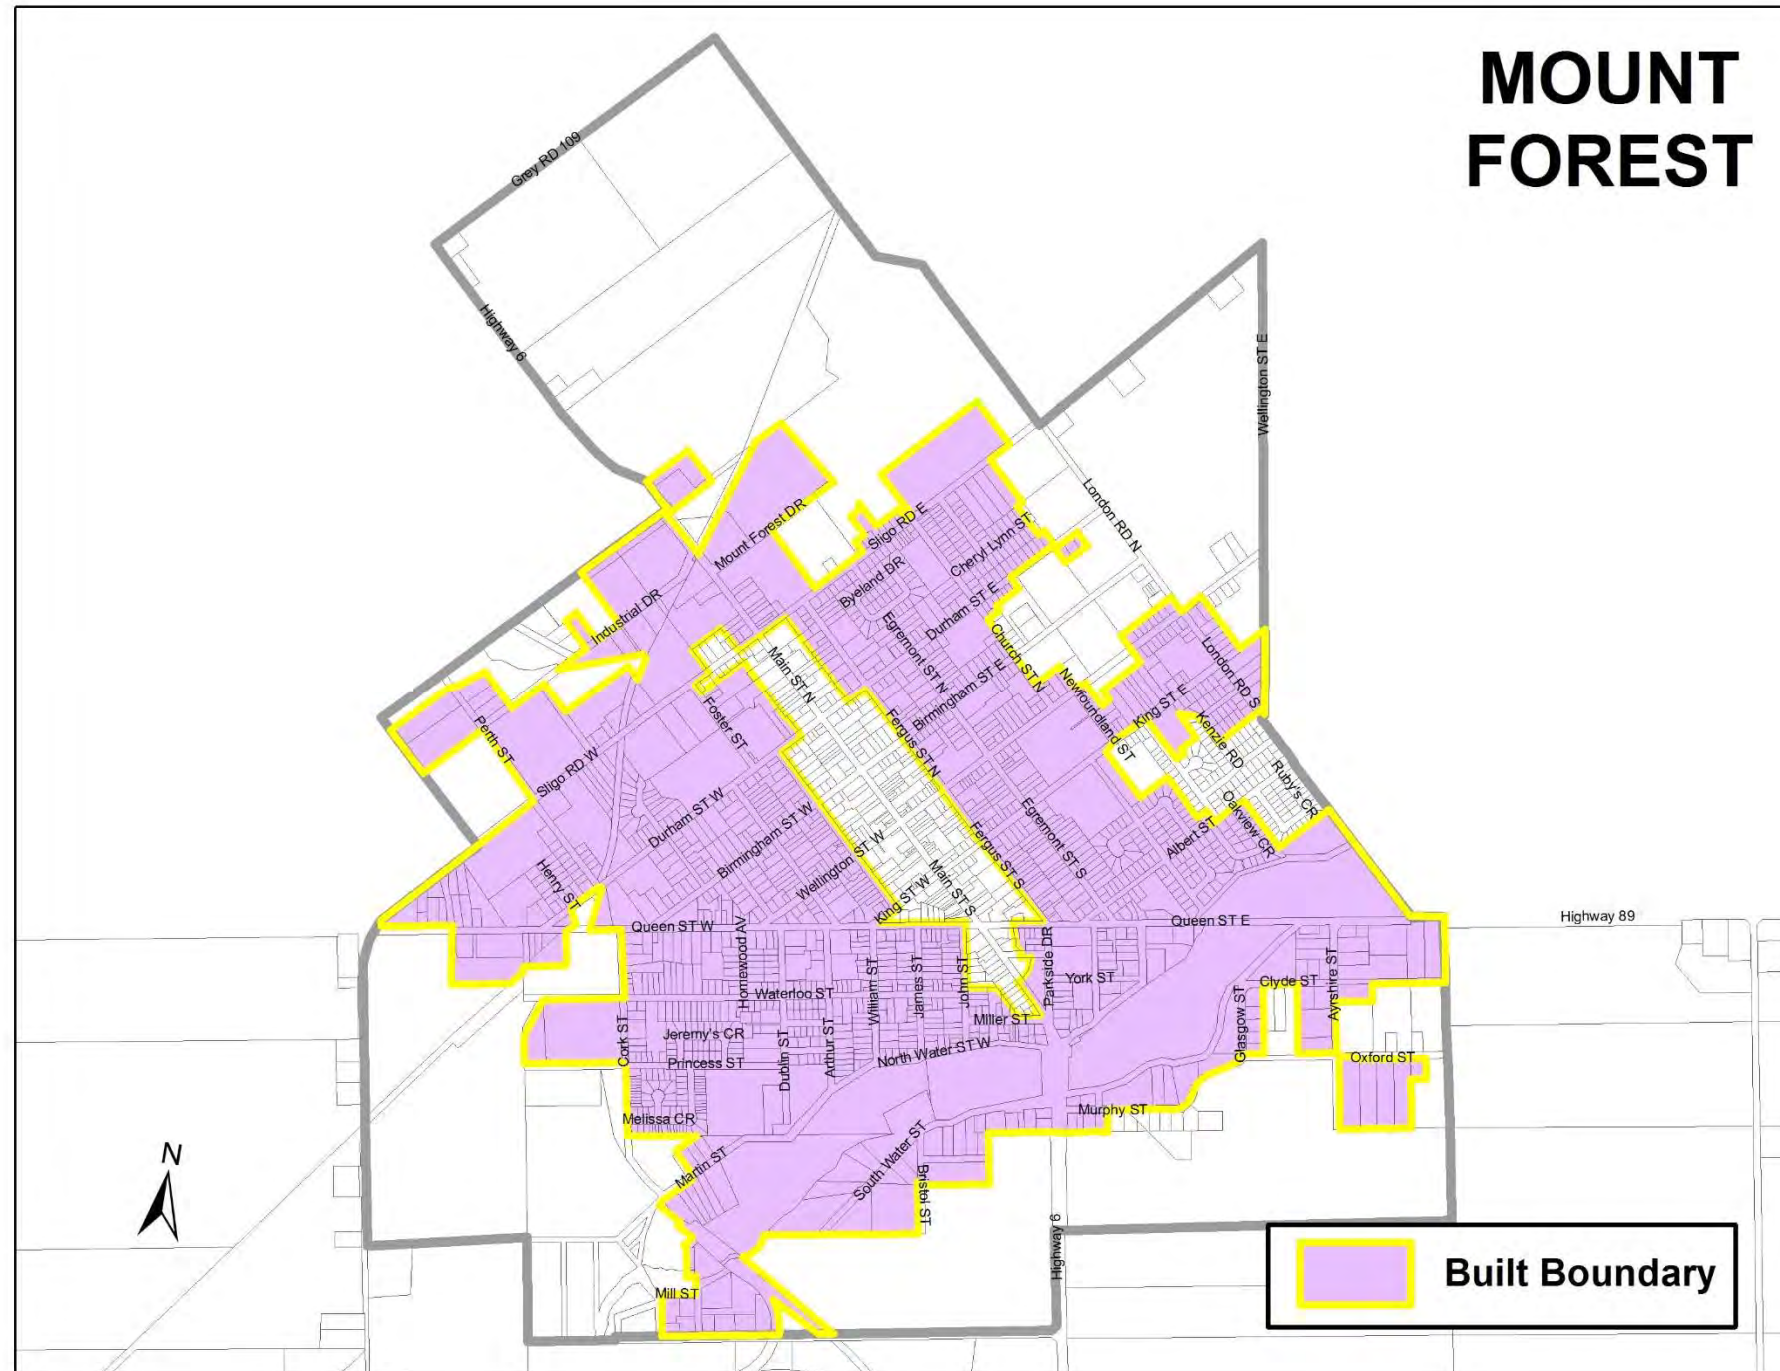 MOUNT
FOREST
Grey RD 109
Highway 6
Wellington ST E
London RD N
Mount Forest DR
Sligo RD E
Cheryl Lynn ST
Byeland DR
Durham ST E
Industrial DR
Egremont ST N
Church ST N
Main ST N
Birmingham ST E
Newfoundland ST
London RD S
King ST E
Kenzie RD
Foster ST
Fergus ST N
Perth ST
Sligo RD W
Ruby's CR
Durham ST W
Birmingham ST W
Oakview CR
Albert ST
Egremont ST S
Fergus ST S
Wellington ST W
Main ST S
King ST W
Henry ST
Queen ST W
Queen ST E
Highway 89
Homewood AV
William ST
James ST
John ST
Parkside DR
York ST
Clyde ST
Ayrshire ST
Waterloo ST
Miller ST
Glasgow ST
Cork ST
Jeremy's CR
Princess ST
Dublin ST
Arthur ST
North Water ST W
Oxford ST
Melissa CR
Murphy ST
Martin ST
South Water ST
Bristol ST
Highway 6
Mill ST
N
Built Boundary